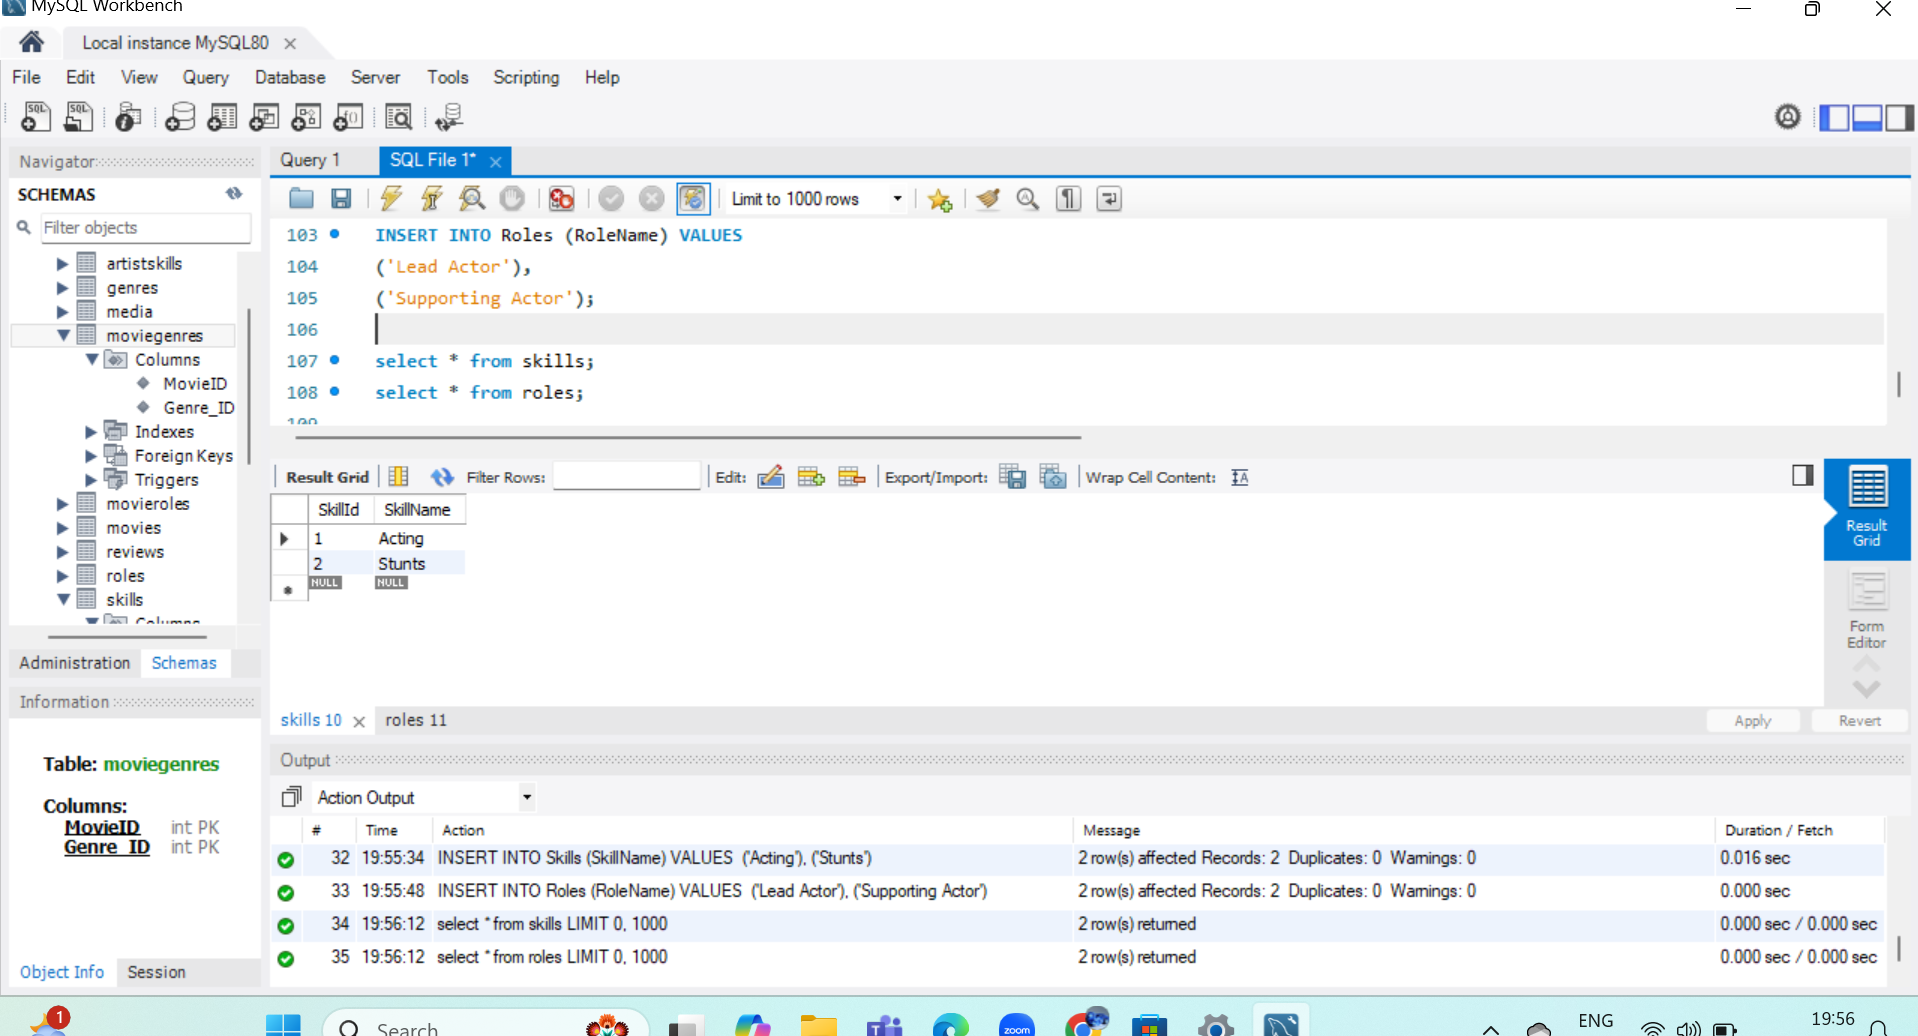 MySQL Workbench
Local instance MySQL80
File Edit View Query Database Server Tools Scripting Help
Navigator
SCHEMAS
Filter objects
artistskills
genres
media
moviegenres
Columns
MovieID
Genre_ID
Indexes
Foreign Keys
Triggers
movieroles
movies
reviews
roles
skills
Columns
Administration Schemas
Information
Table: moviegenres
Columns:
MovieID int PK
Genre_ID int PK
Object Info Session
Query 1 SQL File 1*
Limit to 1000 rows
103 INSERT INTO Roles (RoleName) VALUES
104 ('Lead Actor'),
105 ('Supporting Actor');
106
107 select * from skills;
108 select * from roles;
109
Result Grid Filter Rows: Edit: Export/Import: Wrap Cell Content:
SkillId SkillName
1 Acting
2 Stunts
NULL NULL
Result
Grid
Form
Editor
skills 10 roles 11 Apply Revert
Output
Action Output
# Time Action Message Duration / Fetch
32 19:55:34 INSERT INTO Skills (SkillName) VALUES ('Acting'), ('Stunts') 2 row(s) affected Records: 2 Duplicates: 0 Warnings: 0 0.016 sec
33 19:55:48 INSERT INTO Roles (RoleName) VALUES ('Lead Actor'), ('Supporting Actor') 2 row(s) affected Records: 2 Duplicates: 0 Warnings: 0 0.000 sec
34 19:56:12 select * from skills LIMIT 0, 1000 2 row(s) returned 0.000 sec / 0.000 sec
35 19:56:12 select * from roles LIMIT 0, 1000 2 row(s) returned 0.000 sec / 0.000 sec
1 Search zoom ENG 19:56